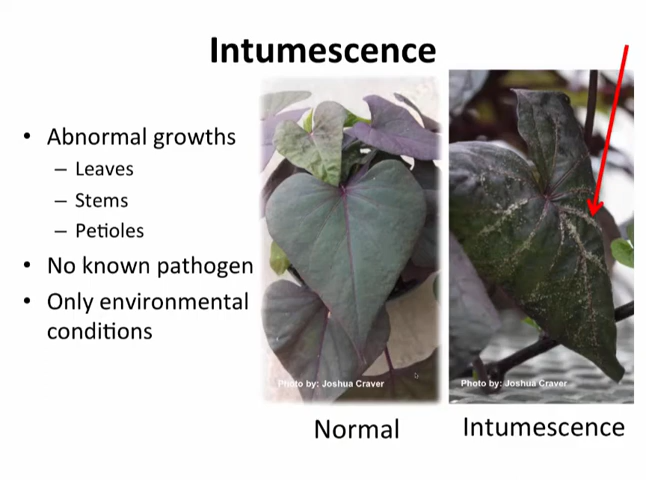 Intumescence
• Abnormal growths
– Leaves
– Stems
– Petioles
• No known pathogen
• Only environmental
conditions
Photo by: Joshua Craver
Photo by: Joshua Craver
Normal
Intumescence